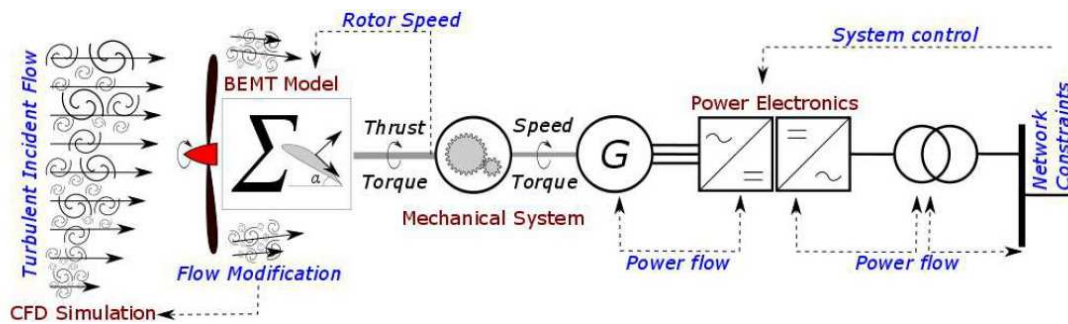 Turbulent Incident Flow
CFD Simulation
BEMT Model
α
Flow Modification
Rotor Speed
Thrust
Torque
Mechanical System
Speed
Torque
G
Power flow
Power Electronics
System control
Power flow
Network
Constraints